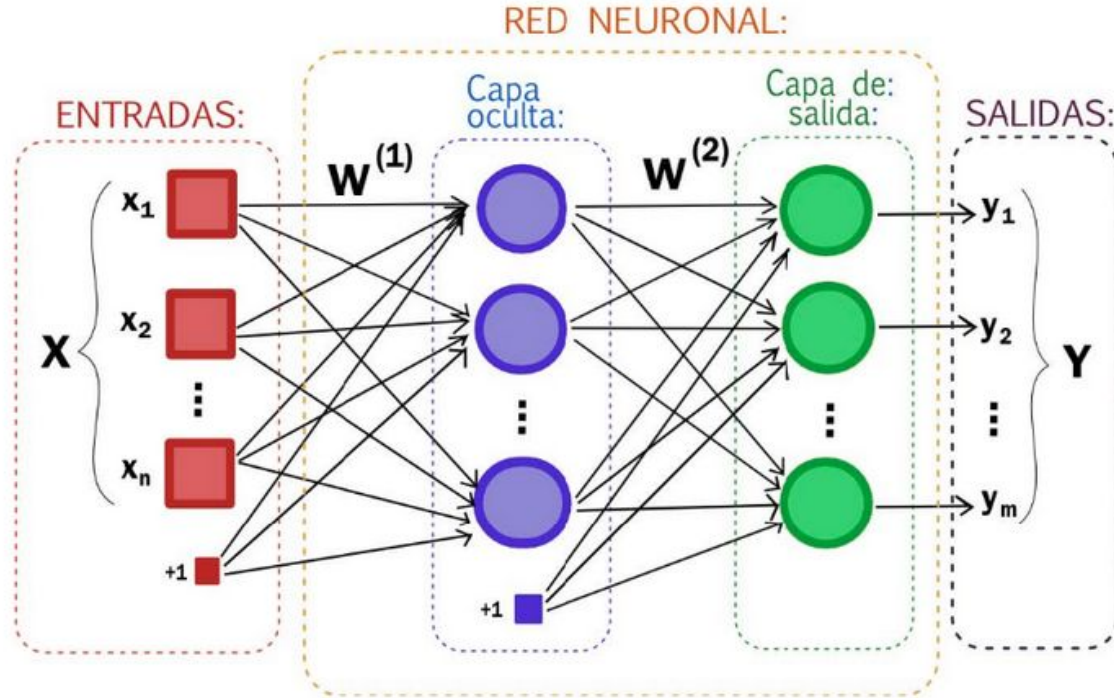 RED NEURONAL:
ENTRADAS:
Capa
oculta:
Capa de:
salida:
SALIDAS:
W(1)
W(2)
x1
x2
xn
X
+1
+1
y1
y2
ym
Y